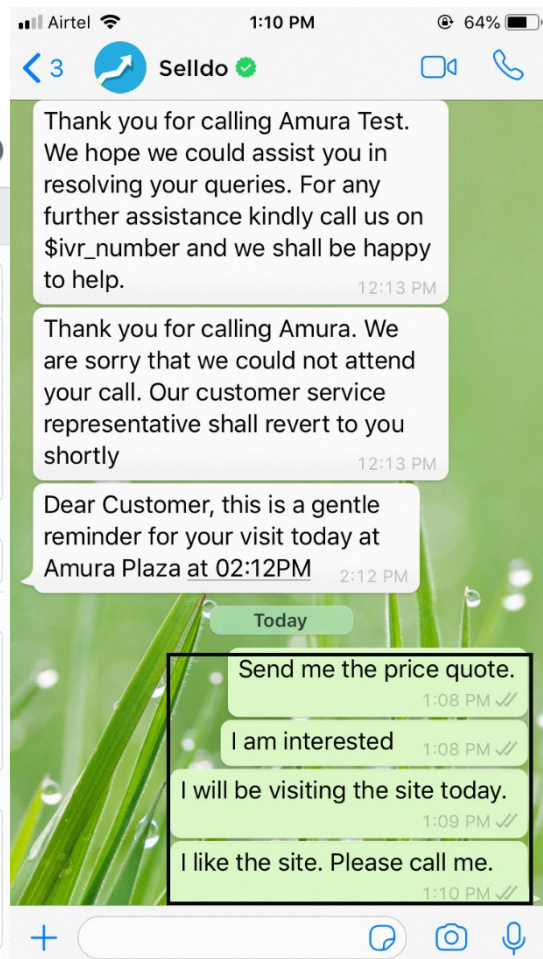 Airtel 1:10 PM 64%
3 Selldo
Thank you for calling Amura Test.
We hope we could assist you in
resolving your queries. For any
further assistance kindly call us on
$ivr_number and we shall be happy
to help.
12:13 PM
Thank you for calling Amura. We
are sorry that we could not attend
your call. Our customer service
representative shall revert to you
shortly
12:13 PM
Dear Customer, this is a gentle
reminder for your visit today at
Amura Plaza at 02:12PM
2:12 PM
Today
Send me the price quote.
1:08 PM
I am interested
1:08 PM
I will be visiting the site today.
1:09 PM
I like the site. Please call me.
1:10 PM